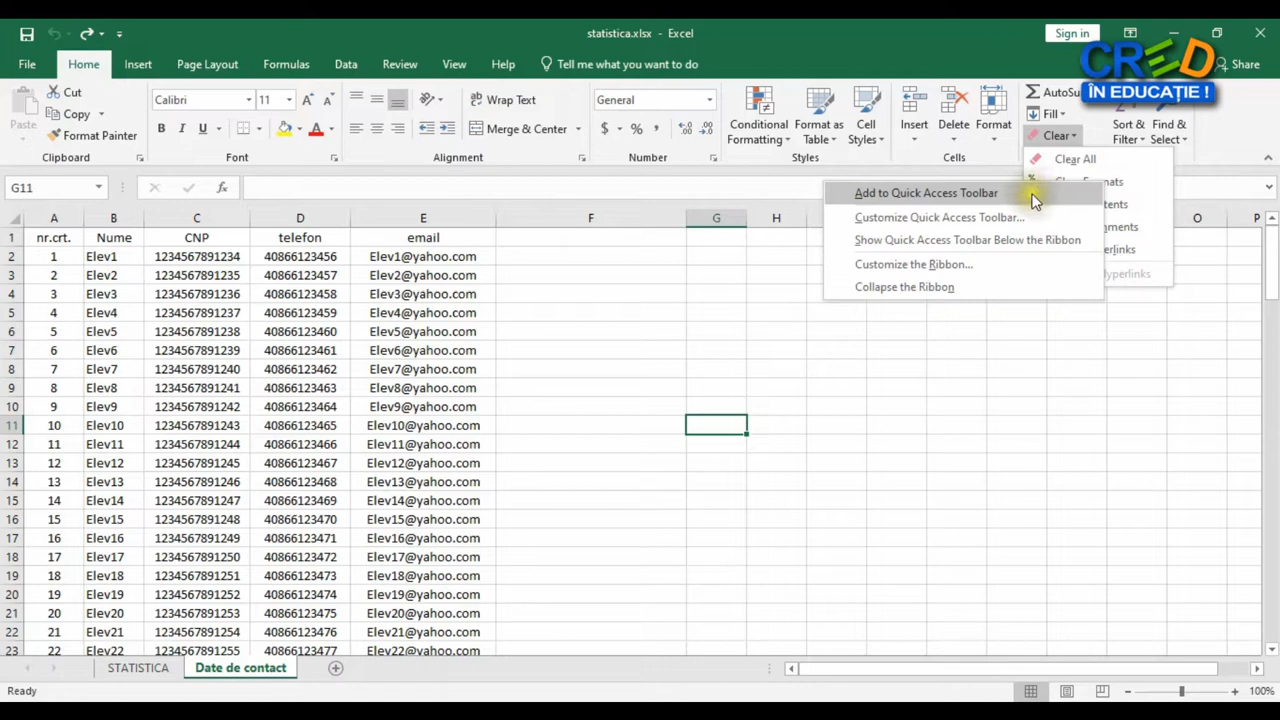 statistica.xlsx - Excel
Sign in
File Home Insert Page Layout Formulas Data Review View Help Tell me what you want to do Share
CRED
ÎN EDUCAȚIE !
Paste
Cut
Copy
Format Painter
Clipboard
Calibri 11
B I U A
Font
Wrap Text
Merge & Center
Alignment
General
$ % ,
Number
Conditional Formatting
Format as Table
Cell Styles
Styles
Insert Delete Format
Cells
Fill
Clear
Sort & Filter
Find & Select
Clear All
Add to Quick Access Toolbar
Customize Quick Access Toolbar...
Show Quick Access Toolbar Below the Ribbon
Customize the Ribbon...
Collapse the Ribbon
G11 fx
A B C D E F G H O P
1 nr.crt. Nume CNP telefon email
2 1 Elev1 1234567891234 40866123456 Elev1@yahoo.com
3 2 Elev2 1234567891235 40866123457 Elev2@yahoo.com
4 3 Elev3 1234567891236 40866123458 Elev3@yahoo.com
5 4 Elev4 1234567891237 40866123459 Elev4@yahoo.com
6 5 Elev5 1234567891238 40866123460 Elev5@yahoo.com
7 6 Elev6 1234567891239 40866123461 Elev6@yahoo.com
8 7 Elev7 1234567891240 40866123462 Elev7@yahoo.com
9 8 Elev8 1234567891241 40866123463 Elev8@yahoo.com
10 9 Elev9 1234567891242 40866123464 Elev9@yahoo.com
11 10 Elev10 1234567891243 40866123465 Elev10@yahoo.com
12 11 Elev11 1234567891244 40866123466 Elev11@yahoo.com
13 12 Elev12 1234567891245 40866123467 Elev12@yahoo.com
14 13 Elev13 1234567891246 40866123468 Elev13@yahoo.com
15 14 Elev14 1234567891247 40866123469 Elev14@yahoo.com
16 15 Elev15 1234567891248 40866123470 Elev15@yahoo.com
17 16 Elev16 1234567891249 40866123471 Elev16@yahoo.com
18 17 Elev17 1234567891250 40866123472 Elev17@yahoo.com
19 18 Elev18 1234567891251 40866123473 Elev18@yahoo.com
20 19 Elev19 1234567891252 40866123474 Elev19@yahoo.com
21 20 Elev20 1234567891253 40866123475 Elev20@yahoo.com
22 21 Elev21 1234567891254 40866123476 Elev21@yahoo.com
23 22 Elev22 1234567891255 40866123477 Elev22@yahoo.com
STATISTICA Date de contact
Ready 100%